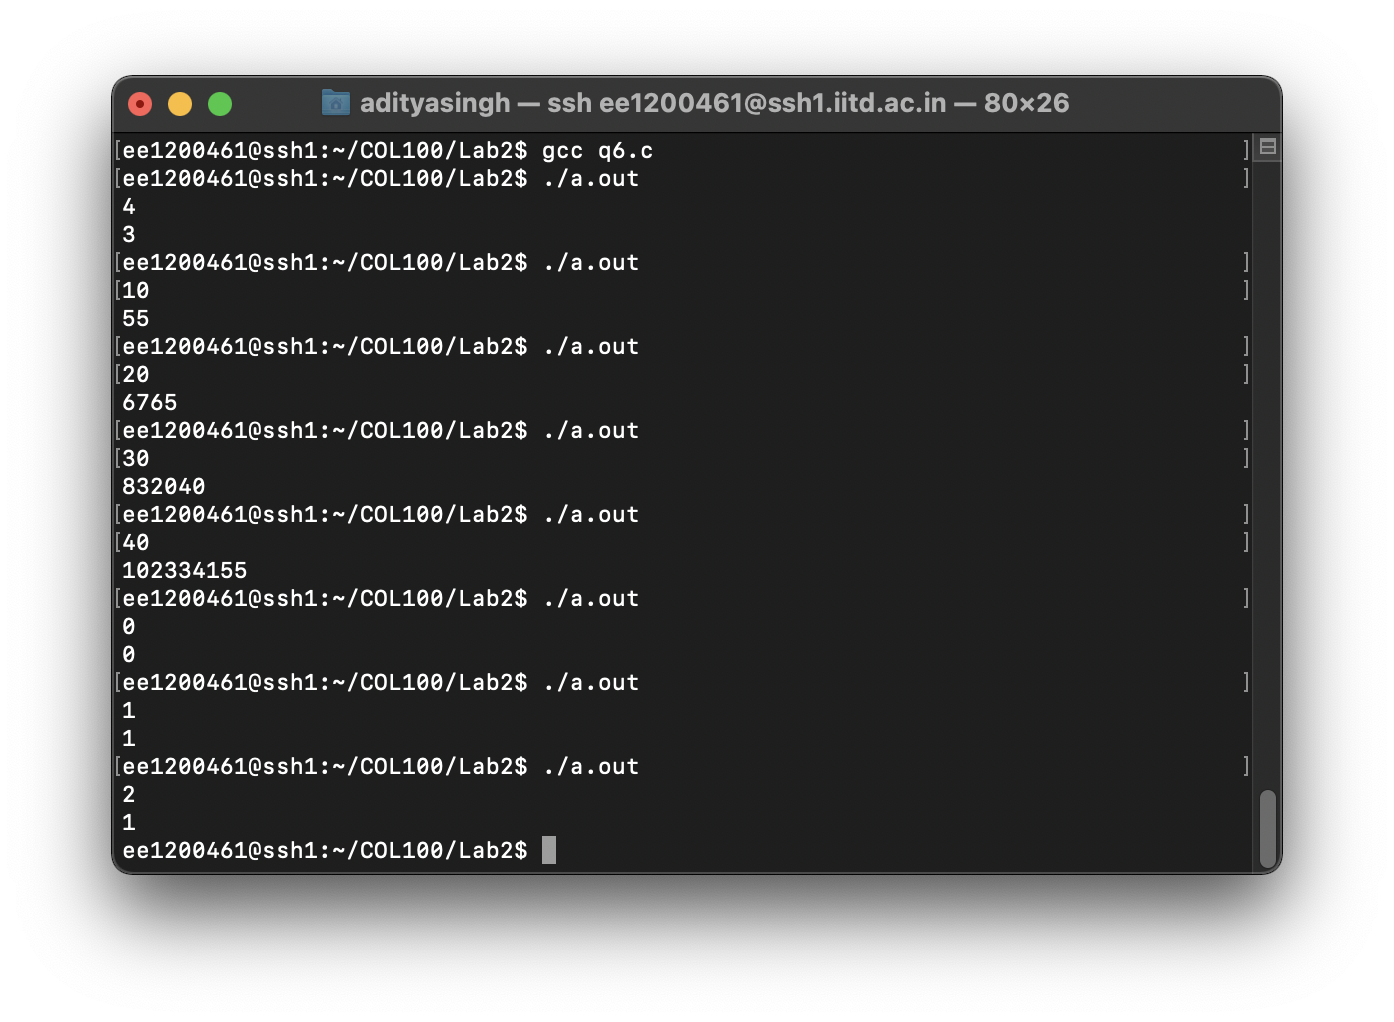 adityasingh — ssh ee1200461@ssh1.iitd.ac.in — 80×26
[ee1200461@ssh1:~/COL100/Lab2$ gcc q6.c ]
[ee1200461@ssh1:~/COL100/Lab2$ ./a.out ]
4
3
[ee1200461@ssh1:~/COL100/Lab2$ ./a.out ]
[10 ]
55
[ee1200461@ssh1:~/COL100/Lab2$ ./a.out ]
[20 ]
6765
[ee1200461@ssh1:~/COL100/Lab2$ ./a.out ]
[30 ]
832040
[ee1200461@ssh1:~/COL100/Lab2$ ./a.out ]
[40 ]
102334155
[ee1200461@ssh1:~/COL100/Lab2$ ./a.out ]
0
0
[ee1200461@ssh1:~/COL100/Lab2$ ./a.out ]
1
1
[ee1200461@ssh1:~/COL100/Lab2$ ./a.out ]
2
1
ee1200461@ssh1:~/COL100/Lab2$